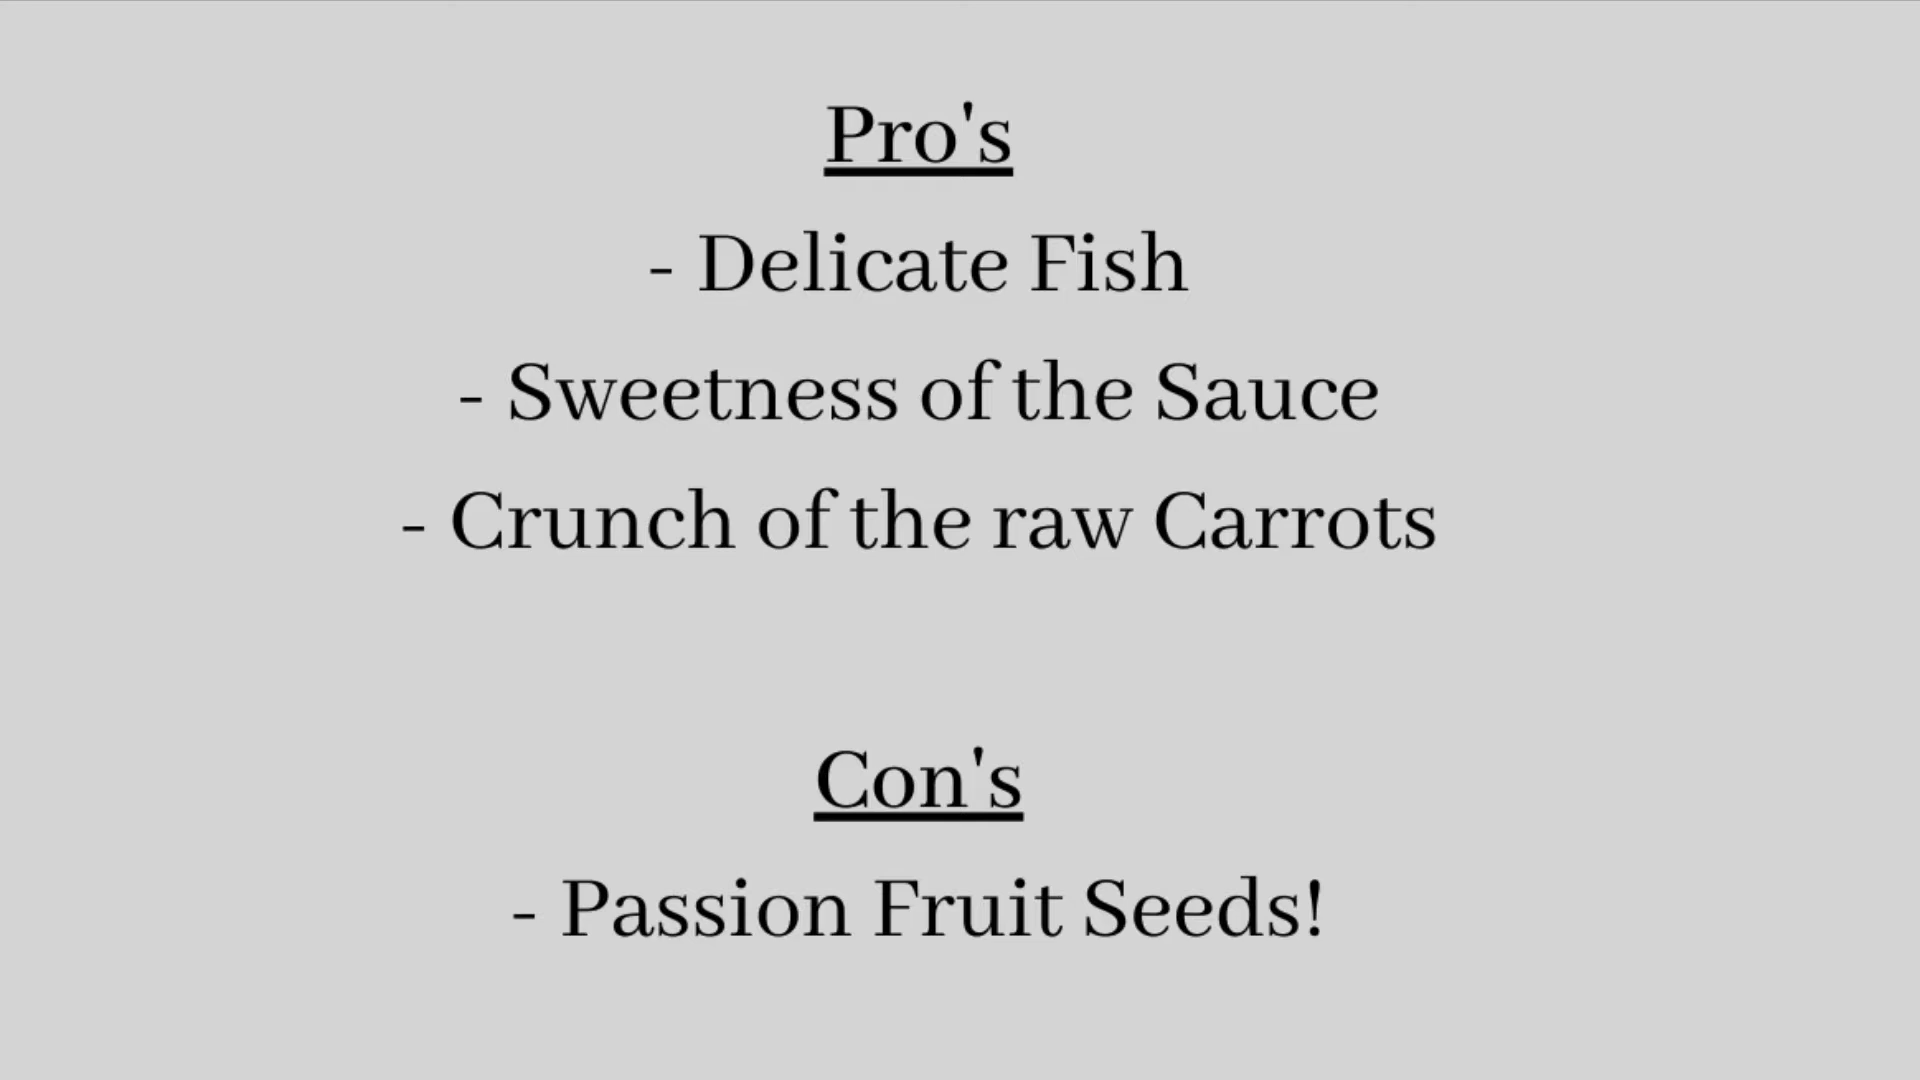 Pro's
- Delicate Fish
- Sweetness of the Sauce
- Crunch of the raw Carrots
Con's
- Passion Fruit Seeds!